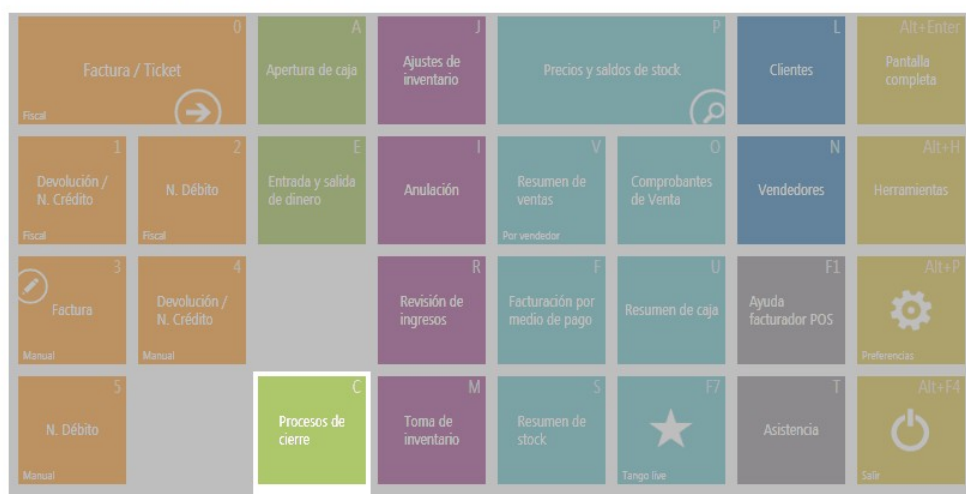 0
Factura / Ticket
Fiscal
A
Apertura de caja
J
Ajustes de
inventario
P
Precios y saldos de stock
L
Clientes
Alt+Enter
Pantalla
completa
1
Devolución /
N. Crédito
Fiscal
2
N. Débito
Fiscal
E
Entrada y salida
de dinero
I
Anulación
V
Resumen de
ventas
Por vendedor
O
Comprobantes
de Venta
N
Vendedores
Alt+H
Herramientas
3
Factura
Manual
4
Devolución /
N. Crédito
Manual
R
Revisión de
ingresos
F
Facturación por
medio de pago
U
Resumen de caja
F1
Ayuda
facturador POS
Alt+P
Preferencias
5
N. Débito
Manual
C
Procesos de
cierre
M
Toma de
inventario
S
Resumen de
stock
F7
Tango live
T
Asistencia
Alt+F4
Salir